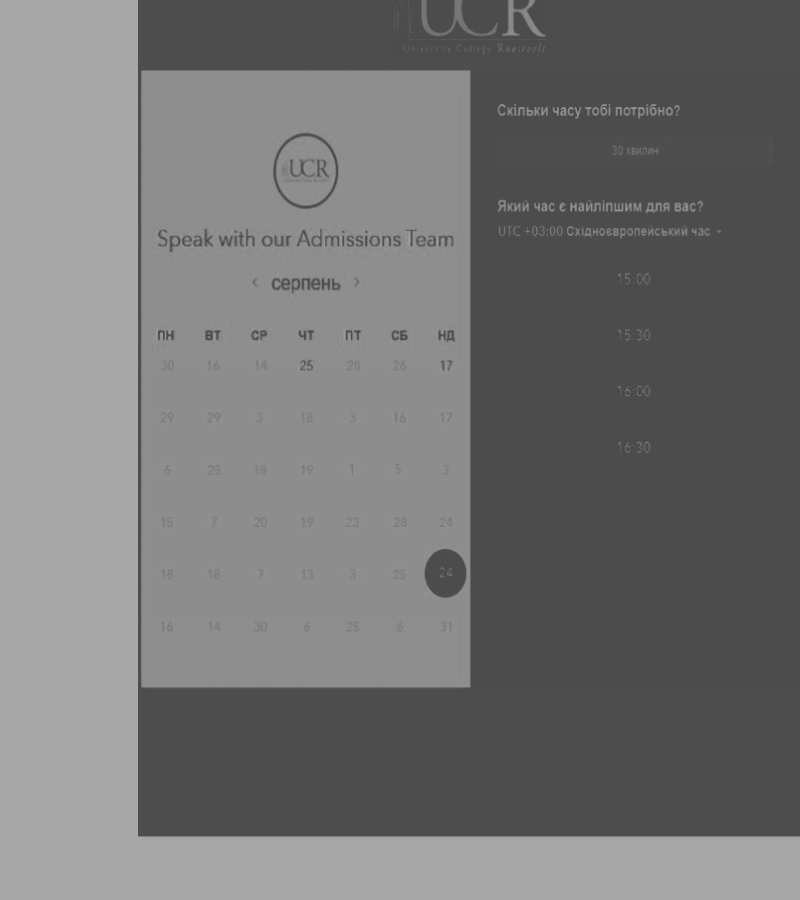 UCR
University College Roosevelt
UCR
Speak with our Admissions Team
‹ серпень ›
ПН ВТ СР ЧТ ПТ СБ НД
30 16 14 25 28 26 17
29 29 3 18 3 16 17
6 28 18 19 1 5 3
15 7 20 19 23 28 24
18 18 7 13 3 25 24
16 14 30 6 25 6 31
Скільки часу тобі потрібно?
30 хвилин
Який час є найліпшим для вас?
UTC +03:00 Східноєвропейський час
15:00
15:30
16:00
16:30